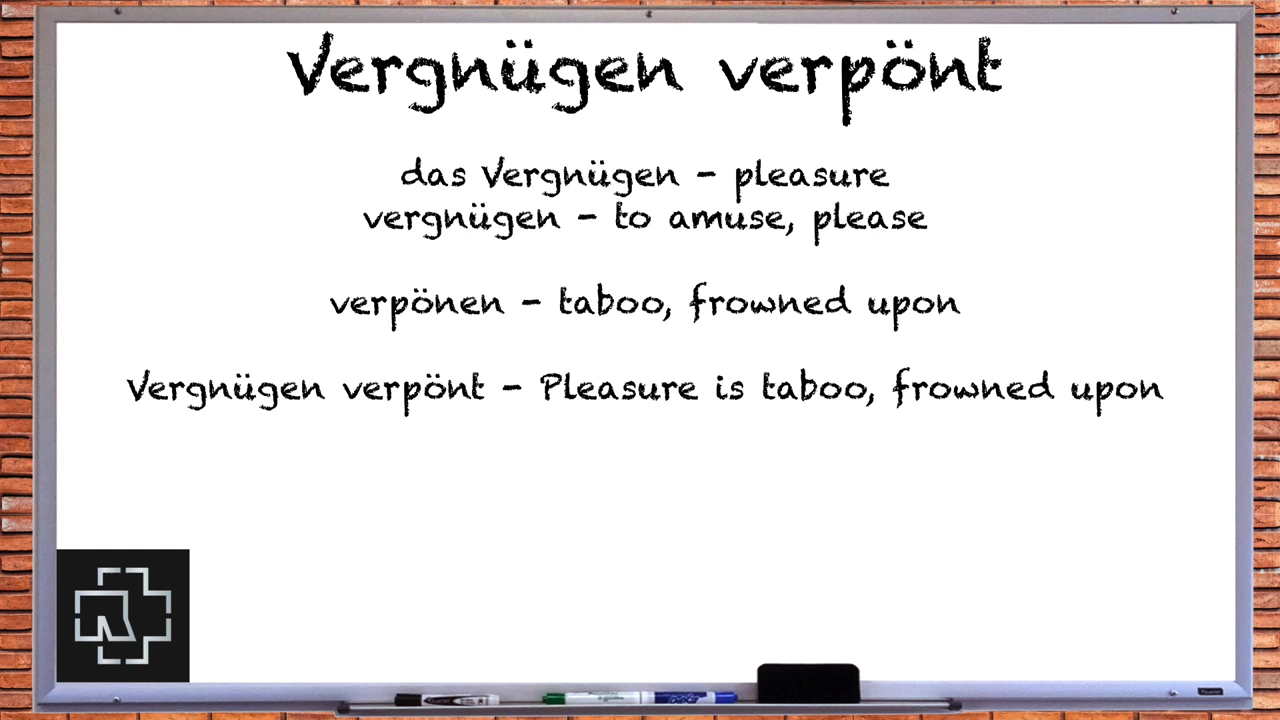 Vergnügen verpönt
das Vergnügen - pleasure
vergnügen - to amuse, please
verpönen - taboo, frowned upon
Vergnügen verpönt - Pleasure is taboo, frowned upon